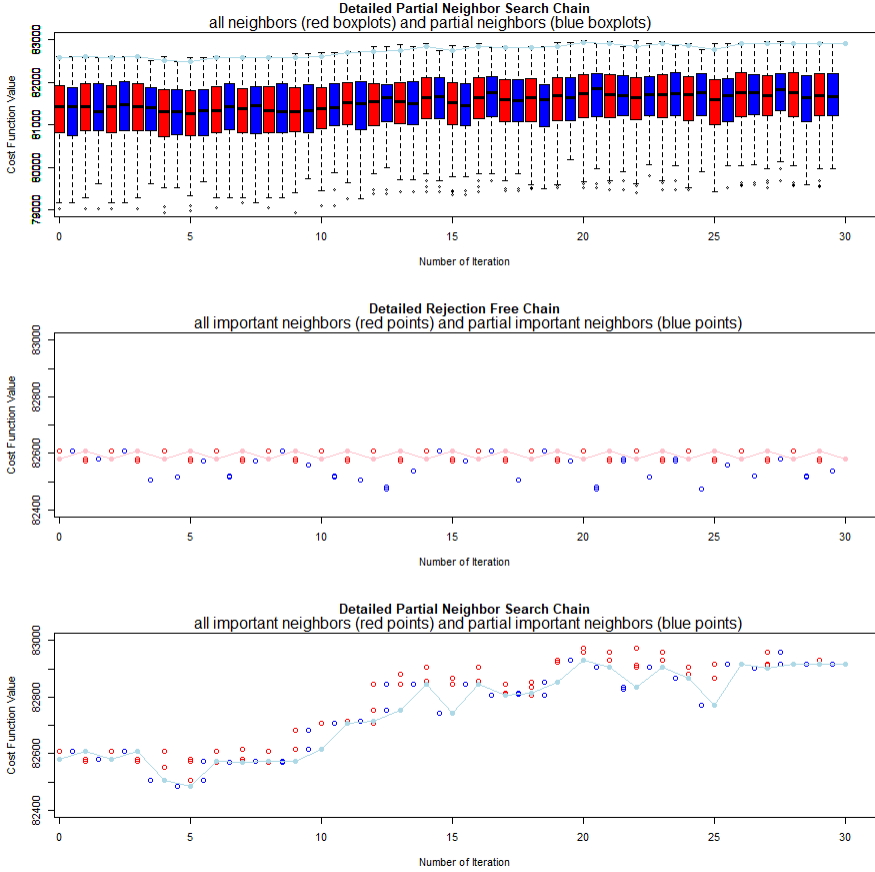 Detailed Partial Neighbor Search Chain
all neighbors (red boxplots) and partial neighbors (blue boxplots)
Cost Function Value
83000
82000
81000
80000
79000
0 5 10 15 20 25 30
Number of Iteration
Detailed Rejection Free Chain
all important neighbors (red points) and partial important neighbors (blue points)
Cost Function Value
83000
82800
82600
82400
0 5 10 15 20 25 30
Number of Iteration
Detailed Partial Neighbor Search Chain
all important neighbors (red points) and partial important neighbors (blue points)
Cost Function Value
83000
82800
82600
82400
0 5 10 15 20 25 30
Number of Iteration